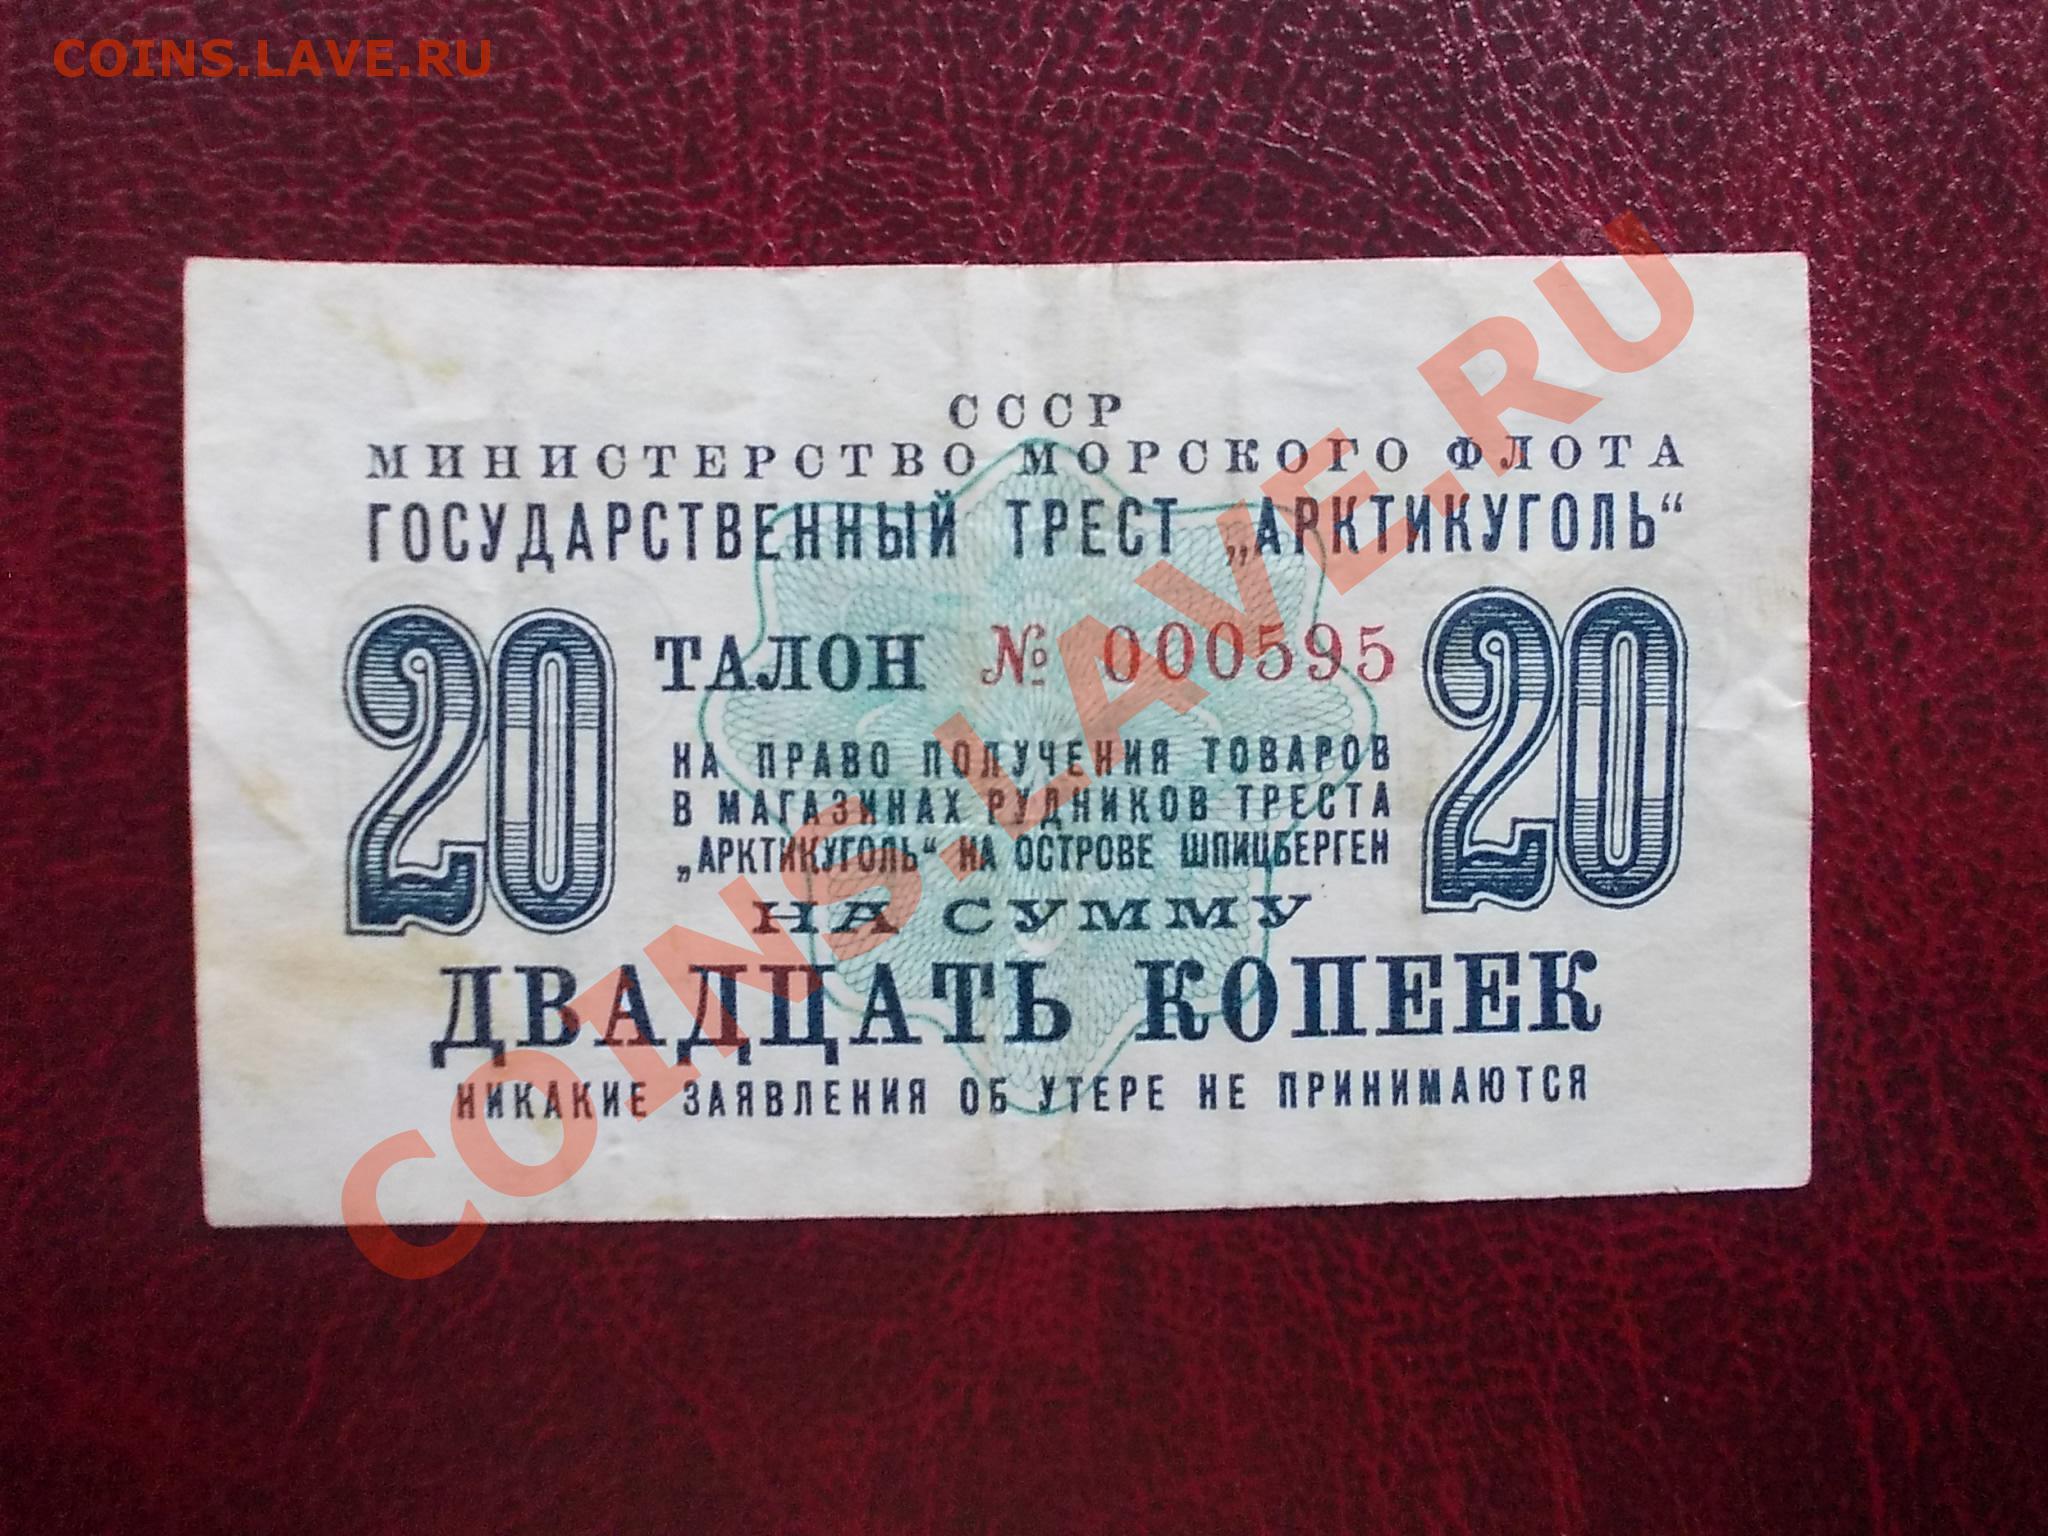 COINS.LAVE.RU
СССР
МИНИСТЕРСТВО МОРСКОГО ФЛОТА
ГОСУДАРСТВЕННЫЙ ТРЕСТ „АРКТИКУГОЛЬ“
20 ТАЛОН № 000595 20
НА ПРАВО ПОЛУЧЕНИЯ ТОВАРОВ
В МАГАЗИНАХ РУДНИКОВ ТРЕСТА
„АРКТИКУГОЛЬ“ НА ОСТРОВЕ ШПИЦБЕРГЕН
НА СУММУ
ДВАДЦАТЬ КОПЕЕК
НИКАКИЕ ЗАЯВЛЕНИЯ ОБ УТЕРЕ НЕ ПРИНИМАЮТСЯ
COINS.LAVE.RU